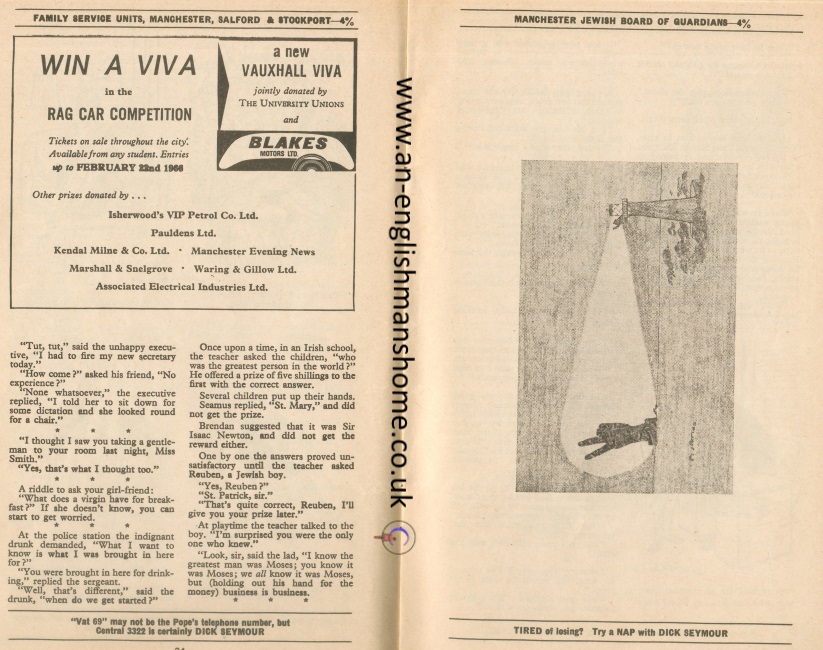 FAMILY SERVICE UNITS, MANCHESTER, SALFORD & STOCKPORT—4%
WIN A VIVA
in the
RAG CAR COMPETITION
Tickets on sale throughout the city.
Available from any student. Entries
up to FEBRUARY 22nd 1966
a new
VAUXHALL VIVA
jointly donated by
THE UNIVERSITY UNIONS
and
BLAKES
MOTORS LTD.
Other prizes donated by . . .
Isherwood's VIP Petrol Co. Ltd.
Pauldens Ltd.
Kendal Milne & Co. Ltd. · Manchester Evening News
Marshall & Snelgrove · Waring & Gillow Ltd.
Associated Electrical Industries Ltd.
"Tut, tut," said the unhappy execu-
tive, "I had to fire my new secretary
today."
"How come?" asked his friend, "No
experience?"
"None whatsoever," the executive
replied, "I told her to sit down for
some dictation and she looked round
for a chair."
* * *
"I thought I saw you taking a gentle-
man to your room last night, Miss
Smith."
"Yes, that's what I thought too."
* * *
A riddle to ask your girl-friend:
"What does a virgin have for break-
fast?" If she doesn't know, you can
start to get worried.
* * *
At the police station the indignant
drunk demanded, "What I want to
know is what I was brought in here
for?"
"You were brought in here for drink-
ing," replied the sergeant.
"Well, that's different," said the
drunk, "when do we get started?"
Once upon a time, in an Irish school,
the teacher asked the children, "who
was the greatest person in the world?"
He offered a prize of five shillings to the
first with the correct answer.
Several children put up their hands.
Seamus replied, "St. Mary," and did
not get the prize.
Brendan suggested that it was Sir
Isaac Newton, and did not get the
reward either.
One by one the answers proved un-
satisfactory until the teacher asked
Reuben, a Jewish boy.
"Yes, Reuben?"
"St. Patrick, sir."
"That's quite correct, Reuben, I'll
give you your prize later."
At playtime the teacher talked to the
boy. "I'm surprised you were the only
one who knew."
"Look, sir, said the lad, "I know the
greatest man was Moses; you know it
was Moses; we all know it was Moses,
but (holding out his hand for the
money) business is business.
* * *
"Vat 69" may not be the Pope's telephone number, but
Central 3322 is certainly DICK SEYMOUR
www.an-englishmanshome.co.uk
MANCHESTER JEWISH BOARD OF GUARDIANS—4%
TIRED of losing? Try a NAP with DICK SEYMOUR